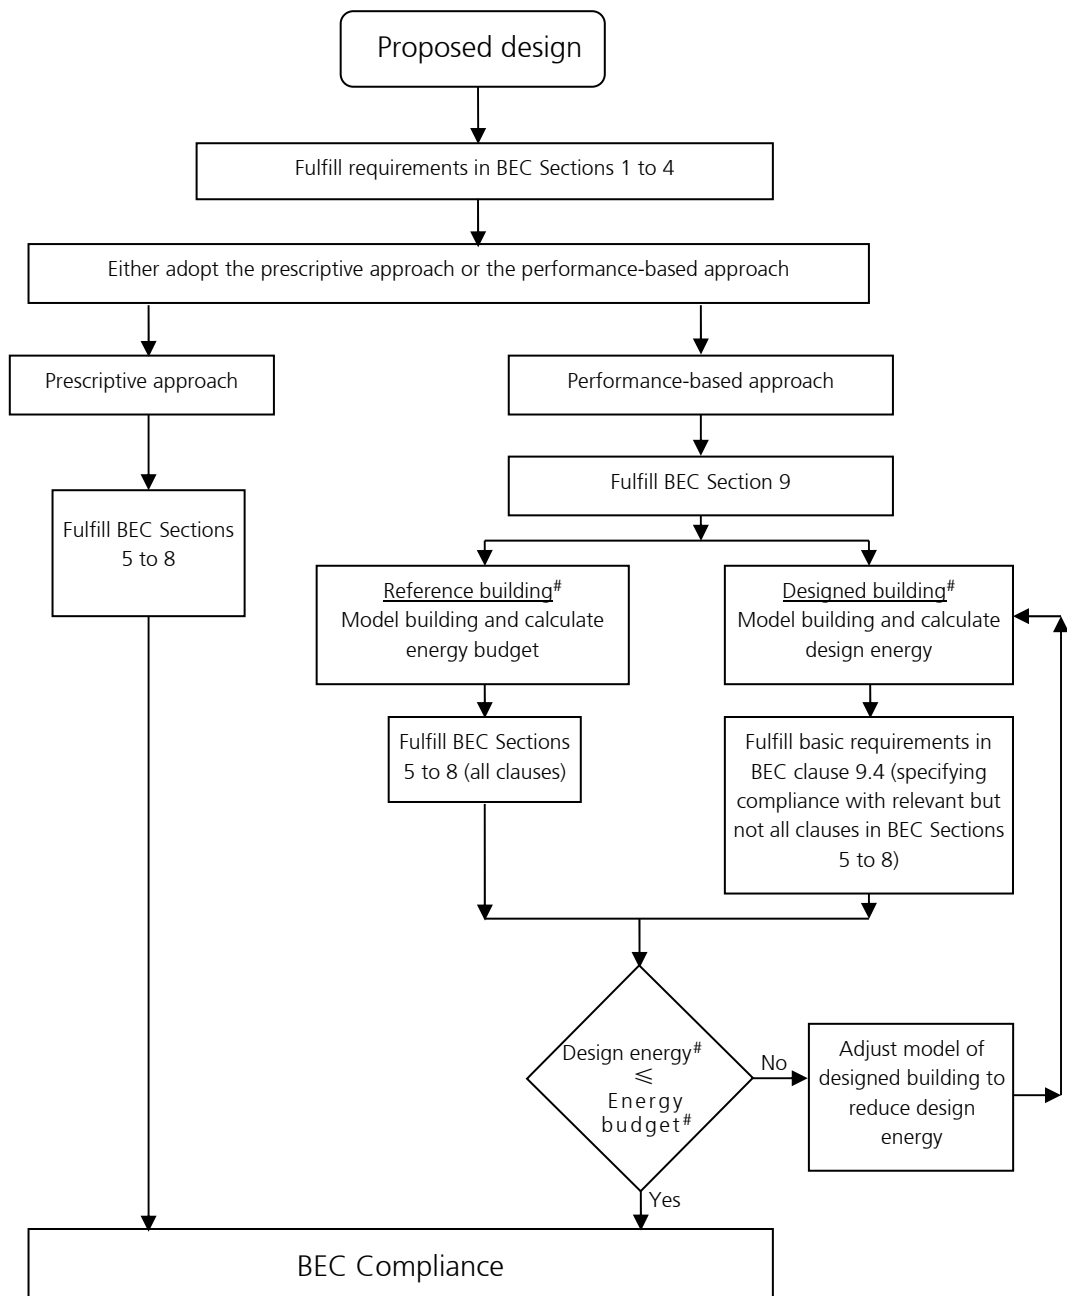 Proposed design
Fulfill requirements in BEC Sections 1 to 4
Either adopt the prescriptive approach or the performance-based approach
Prescriptive approach
Performance-based approach
Fulfill BEC Section 9
Fulfill BEC Sections
5 to 8
Reference building#
Model building and calculate
energy budget
Designed building#
Model building and calculate
design energy
Fulfill BEC Sections
5 to 8 (all clauses)
Fulfill basic requirements in
BEC clause 9.4 (specifying
compliance with relevant but
not all clauses in BEC Sections
5 to 8)
Design energy#
⩽
Energy
budget#
No
Adjust model of
designed building to
reduce design
energy
Yes
BEC Compliance